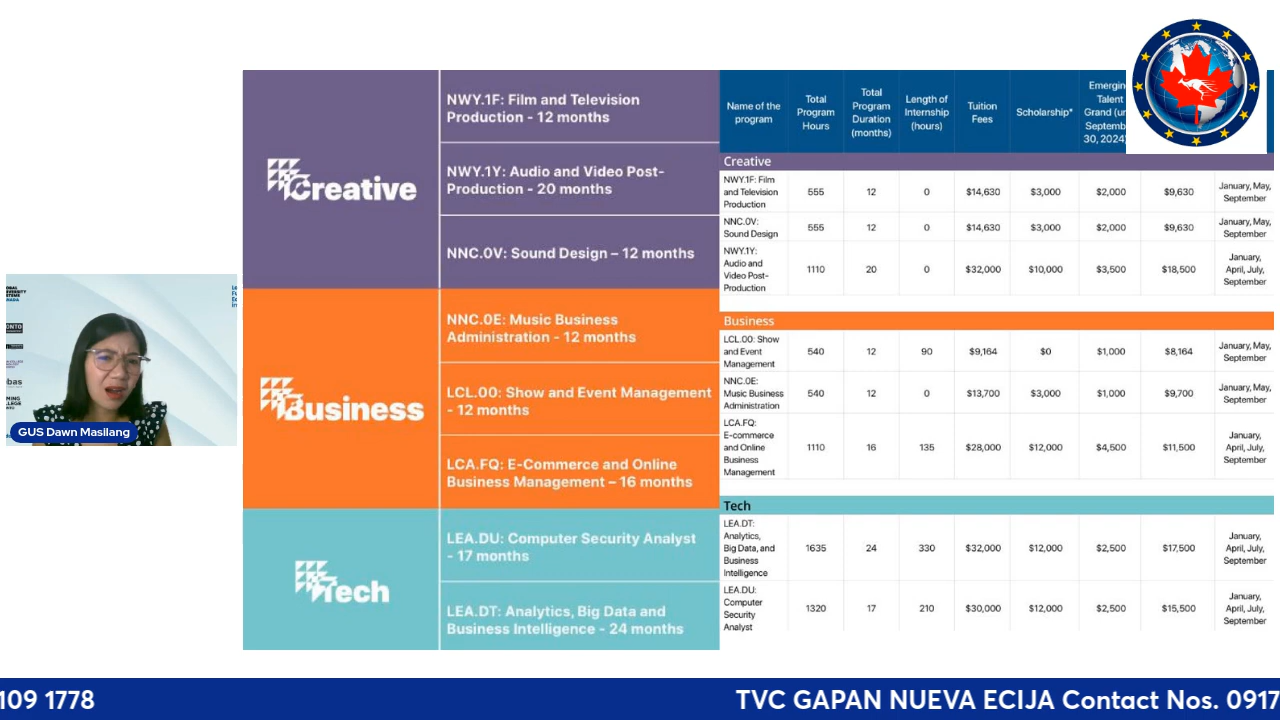 Creative
NWY.1F: Film and Television
Production - 12 months
NWY.1Y: Audio and Video Post-
Production - 20 months
NNC.0V: Sound Design – 12 months
Business
NNC.0E: Music Business
Administration - 12 months
LCL.00: Show and Event Management
- 12 months
LCA.FQ: E-Commerce and Online
Business Management – 16 months
Tech
LEA.DU: Computer Security Analyst
- 17 months
LEA.DT: Analytics, Big Data and
Business Intelligence - 24 months
Name of the program Total Program Hours Total Program Duration (months) Length of Internship (hours) Tuition Fees Scholarship* Talent 30, 2024
Creative
NWY.1F: Film and Television Production 555 12 0 $14,630 $3,000 $2,000 $9,630 January, May, September
NNC.0V: Sound Design 555 12 0 $14,630 $3,000 $2,000 $9,630 January, May, September
NWY.1Y: Audio and Video Post-Production 1110 20 0 $32,000 $10,000 $3,500 $18,500 January, April, July, September
Business
LCL.00: Show and Event Management 540 12 90 $9,164 $0 $1,000 $8,164 January, May, September
NNC.0E: Music Business Administration 540 12 0 $13,700 $3,000 $1,000 $9,700 January, May, September
LCA.FQ: E-commerce and Online Business Management 1110 16 135 $28,000 $12,000 $4,500 $11,500 January, April, July, September
Tech
LEA.DT: Analytics, Big Data, and Business Intelligence 1635 24 330 $32,000 $12,000 $2,500 $17,500 January, April, July, September
LEA.DU: Computer Security Analyst 1320 17 210 $30,000 $12,000 $2,500 $15,500 January, April, July, September
GUS Dawn Masilang
109 1778
TVC GAPAN NUEVA ECIJA Contact Nos. 0917